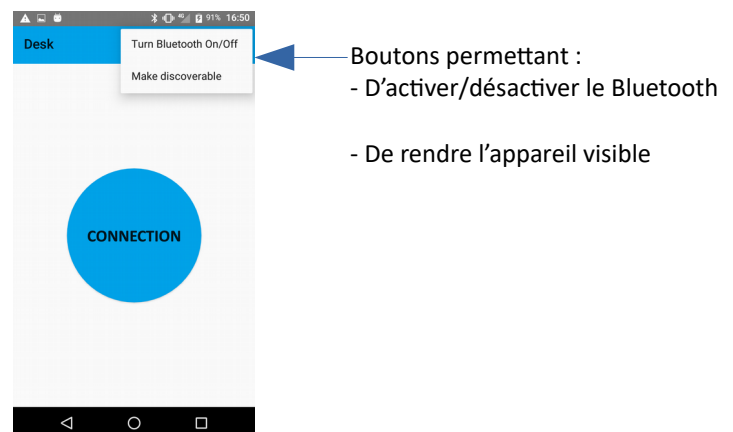 91% 16:50
Desk
Turn Bluetooth On/Off
Make discoverable
CONNECTION
Boutons permettant :
- D’activer/désactiver le Bluetooth
- De rendre l’appareil visible